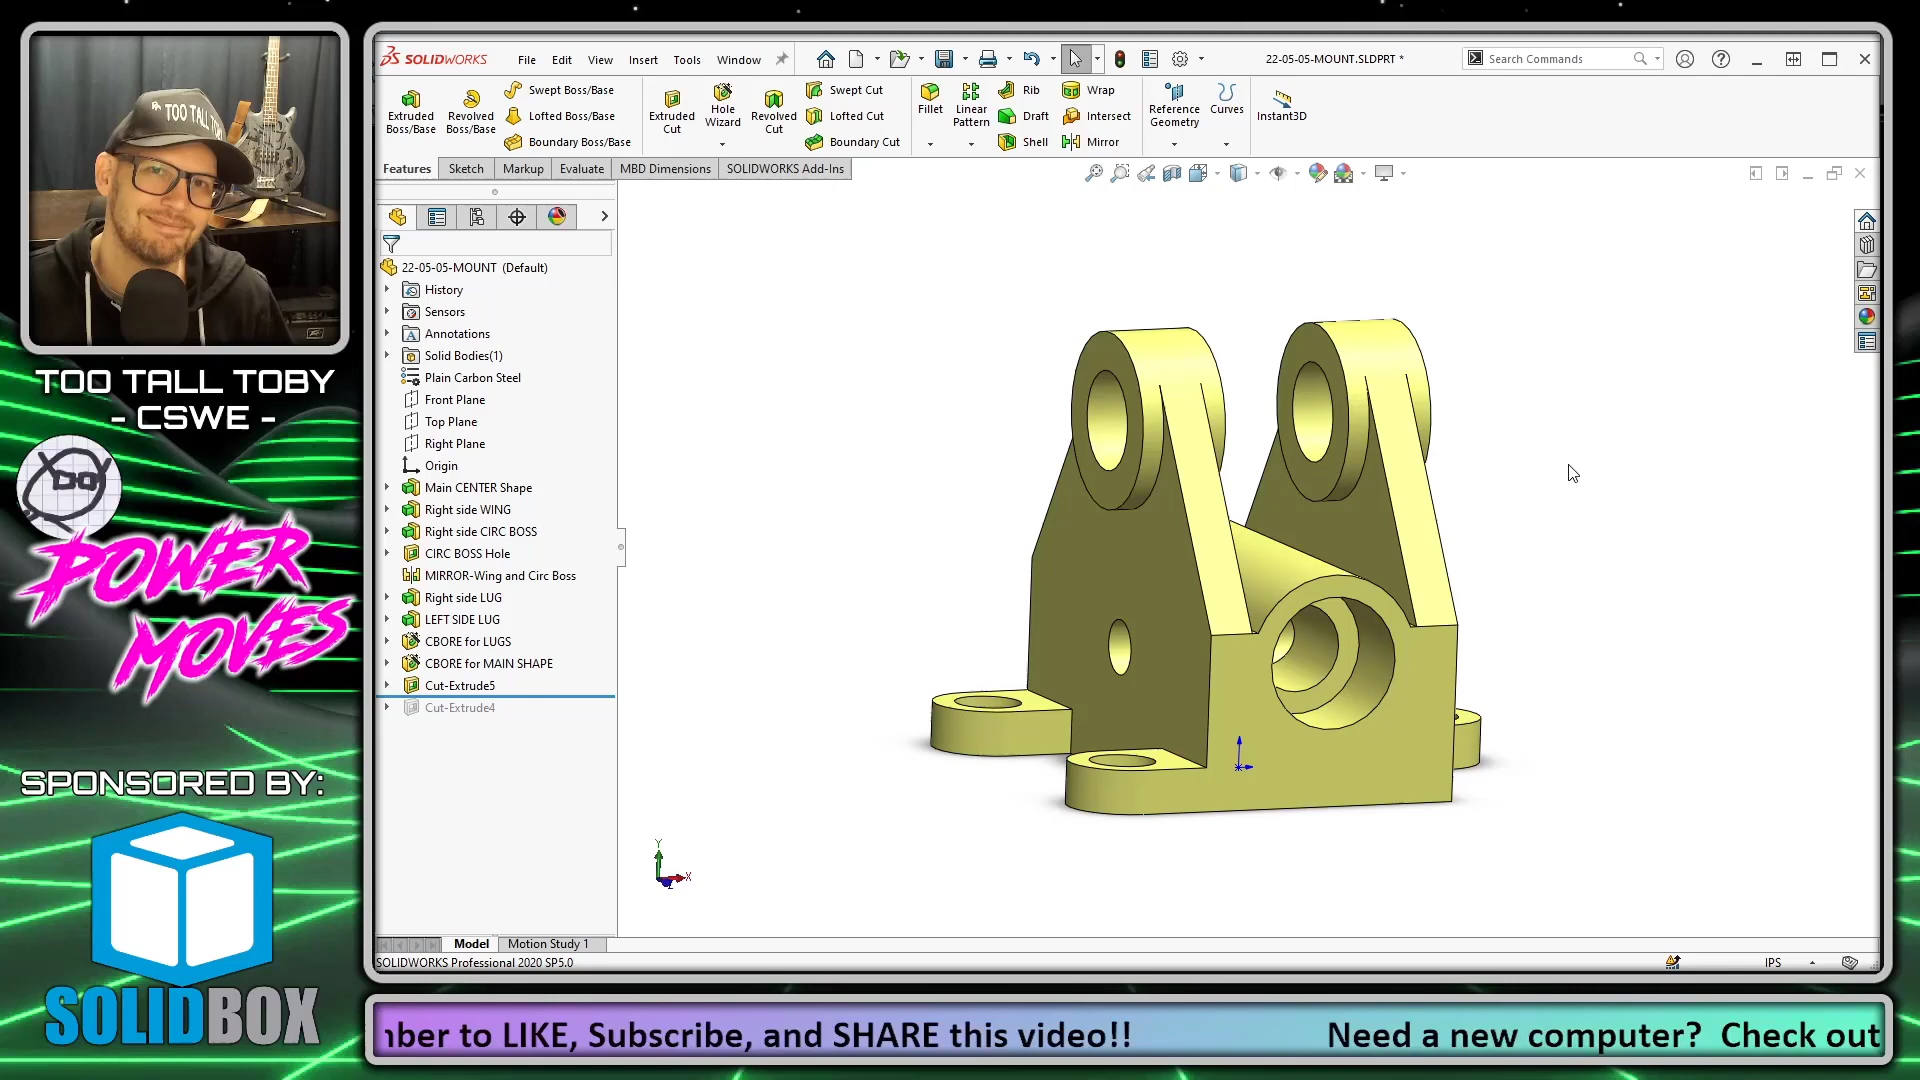 TOO TALL TOBY
TOO TALL TOBY
- CSWE -
POWER
MOVES
SPONSORED BY:
SOLIDBOX
SOLIDWORKS
File
Edit
View
Insert
Tools
Window
22-05-05-MOUNT.SLDPRT *
Search Commands
Extruded
Boss/Base
Revolved
Boss/Base
Swept Boss/Base
Lofted Boss/Base
Boundary Boss/Base
Extruded
Cut
Hole
Wizard
Revolved
Cut
Swept Cut
Lofted Cut
Boundary Cut
Fillet
Linear
Pattern
Rib
Draft
Shell
Wrap
Intersect
Mirror
Reference
Geometry
Curves
Instant3D
Features
Sketch
Markup
Evaluate
MBD Dimensions
SOLIDWORKS Add-Ins
22-05-05-MOUNT (Default)
History
Sensors
Annotations
Solid Bodies(1)
Plain Carbon Steel
Front Plane
Top Plane
Right Plane
Origin
Main CENTER Shape
Right side WING
Right side CIRC BOSS
CIRC BOSS Hole
MIRROR-Wing and Circ Boss
Right side LUG
LEFT SIDE LUG
CBORE for LUGS
CBORE for MAIN SHAPE
Cut-Extrude5
Cut-Extrude4
Y
X
Z
Model
Motion Study 1
SOLIDWORKS Professional 2020 SP5.0
IPS
nber to LIKE, Subscribe, and SHARE this video!!
Need a new computer? Check out